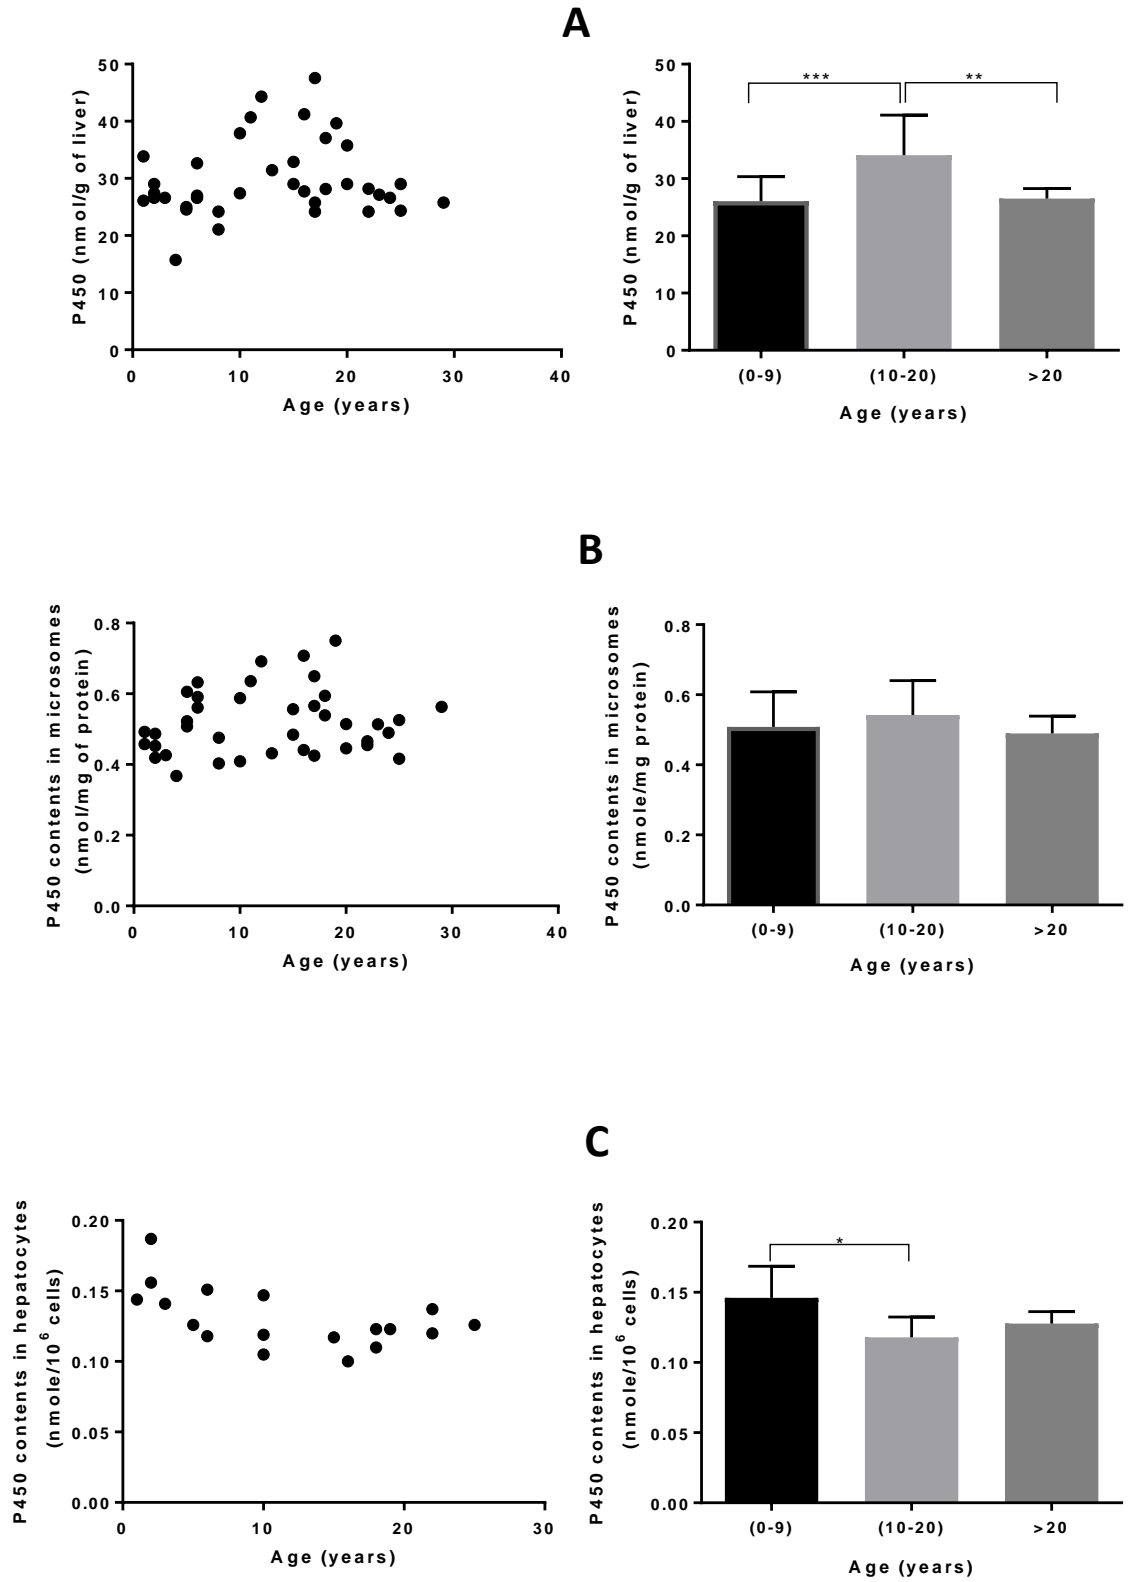 A
P450 (nmol/g of liver)
50
40
30
20
10
0
0 10 20 30 40
Age (years)
P450 (nmol/g of liver)
50
40
30
20
10
0
*** **
(0-9) (10-20) >20
Age (years)
B
P450 contents in microsomes
(nmol/mg of protein)
0.8
0.6
0.4
0.2
0.0
0 10 20 30 40
Age (years)
P450 contents in microsomes
(nmole/mg protein)
0.8
0.6
0.4
0.2
0.0
(0-9) (10-20) >20
Age (years)
C
P450 contents in hepatocytes
(nmole/10⁶ cells)
0.20
0.15
0.10
0.05
0.00
0 10 20 30
Age (years)
P450 contents in hepatocytes
(nmole/10⁶ cells)
0.20
0.15
0.10
0.05
0.00
*
(0-9) (10-20) >20
Age (years)